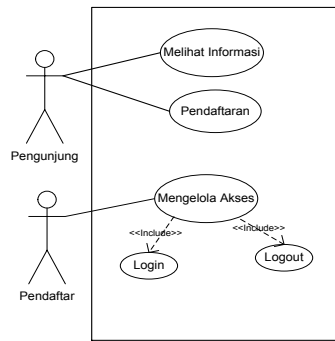 Melihat Informasi
Pendaftaran
Pengunjung
Mengelola Akses
<<Include>>
<<Include>>
Login
Logout
Pendaftar